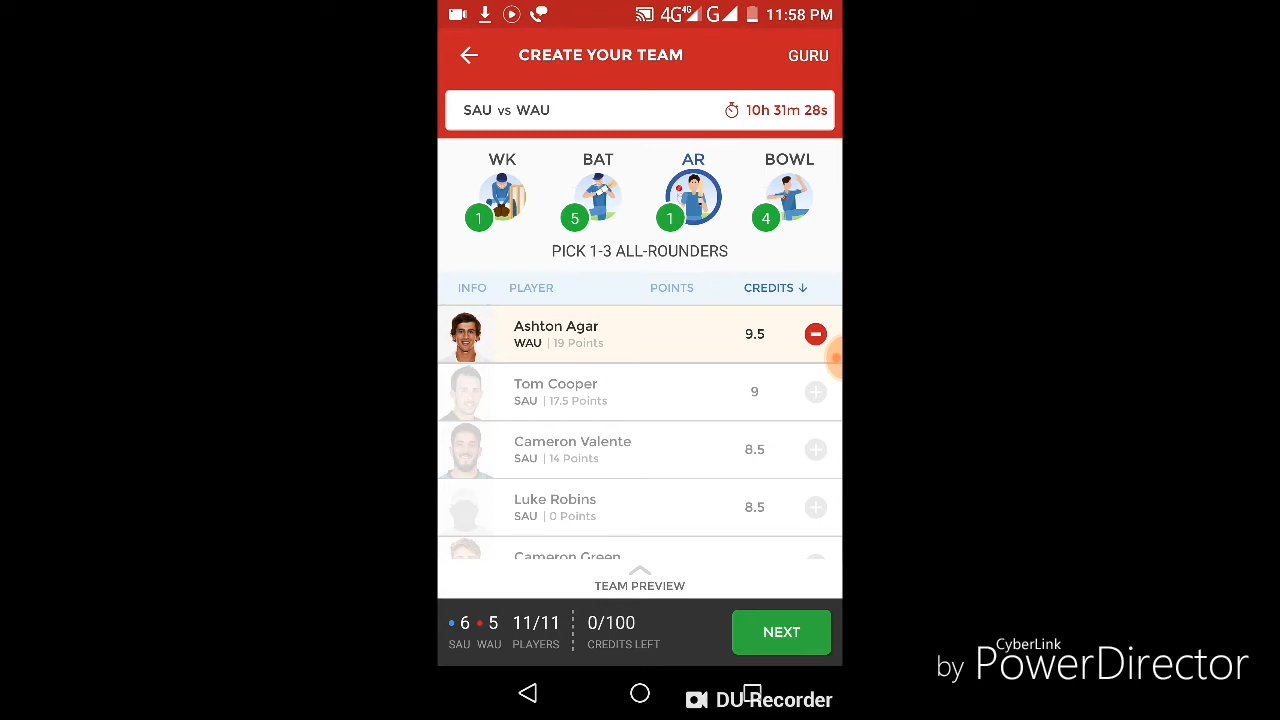 4G 4G G 11:58 PM
CREATE YOUR TEAM GURU
SAU vs WAU 10h 31m 28s
WK BAT AR BOWL
1 5 1 4
PICK 1-3 ALL-ROUNDERS
INFO PLAYER POINTS CREDITS
Ashton Agar
WAU | 19 Points 9.5
Tom Cooper
SAU | 17.5 Points 9
Cameron Valente
SAU | 14 Points 8.5
Luke Robins
SAU | 0 Points 8.5
Cameron Green
TEAM PREVIEW
6 5 11/11 0/100 NEXT
SAU WAU PLAYERS CREDITS LEFT
DU Recorder
CyberLink
by PowerDirector